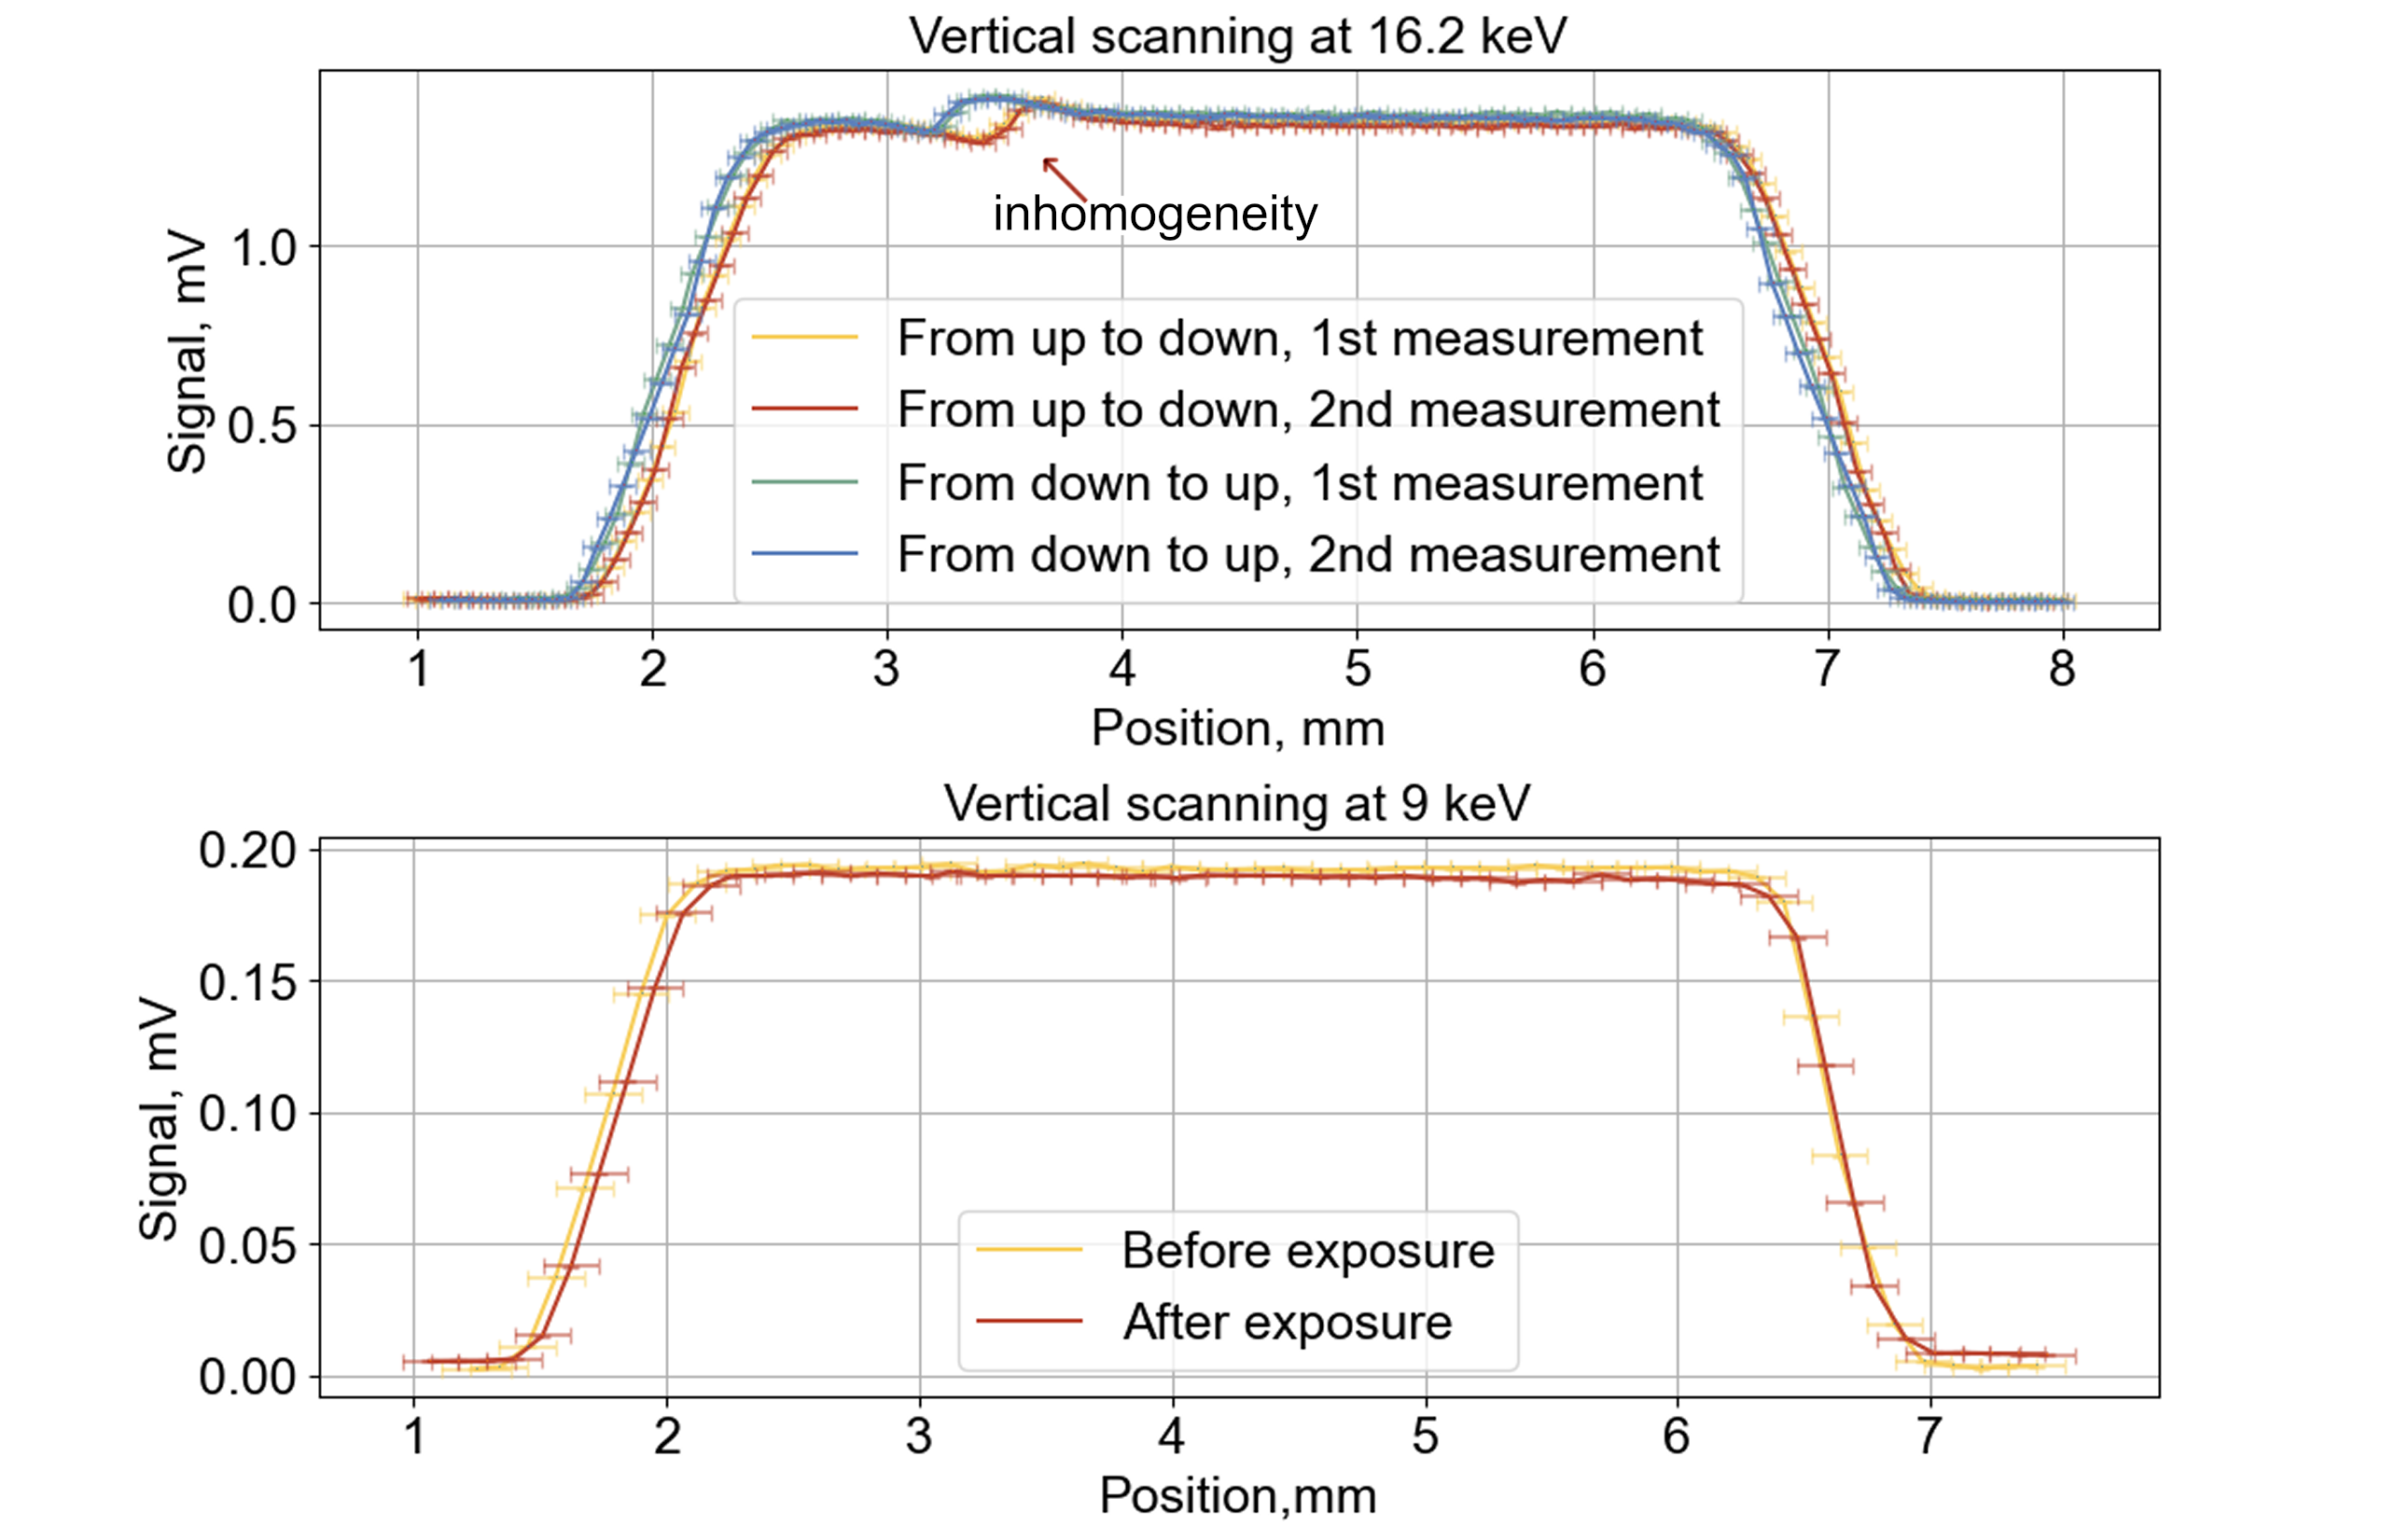 Vertical scanning at 16.2 keV
Signal, mV
1.0
0.5
0.0
inhomogeneity
From up to down, 1st measurement
From up to down, 2nd measurement
From down to up, 1st measurement
From down to up, 2nd measurement
1 2 3 4 5 6 7 8
Position, mm
Vertical scanning at 9 keV
Signal, mV
0.20
0.15
0.10
0.05
0.00
Before exposure
After exposure
1 2 3 4 5 6 7
Position,mm